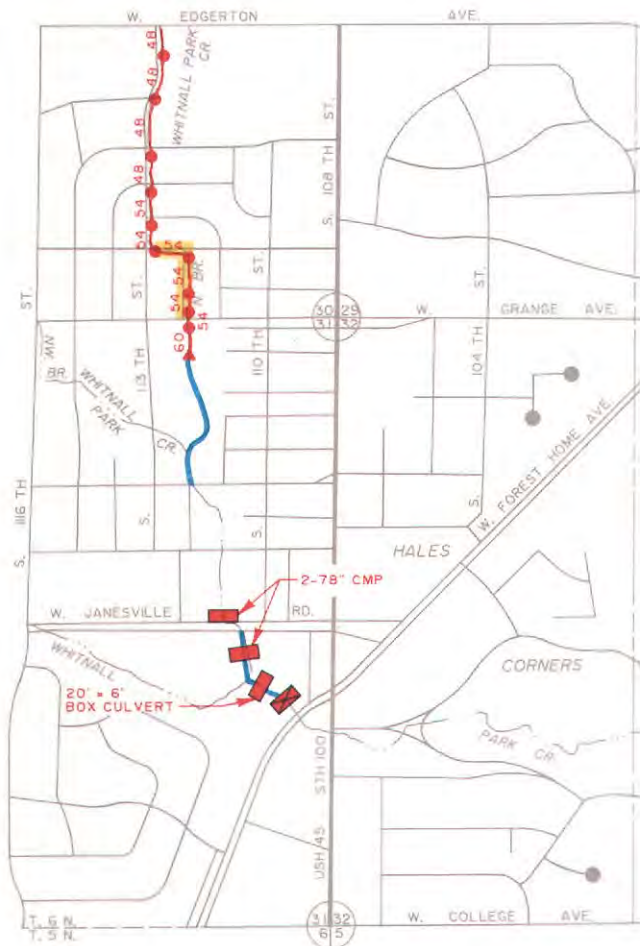 W. EDGERTON AVE.
48
WHITNALL PARK CR.
48
48
48
54
54
54
54
54
54
60
N BR.
S. 108 TH ST.
ST.
113 TH ST.
110 TH ST.
104 TH ST.
30 29
31 32
W. GRANGE AVE.
MN BR.
WHITNALL PARK CR.
S. 116 TH
S.
S.
S.
W. FOREST HOME AVE.
HALES
CORNERS
2-78" CMP
W. JANESVILLE RD.
WHITNALL
PARK CR.
20' x 6'
BOX CULVERT
USH 45 STH 100
T. 6 N.
T. 5 N.
31 32
6 5
W. COLLEGE AVE.